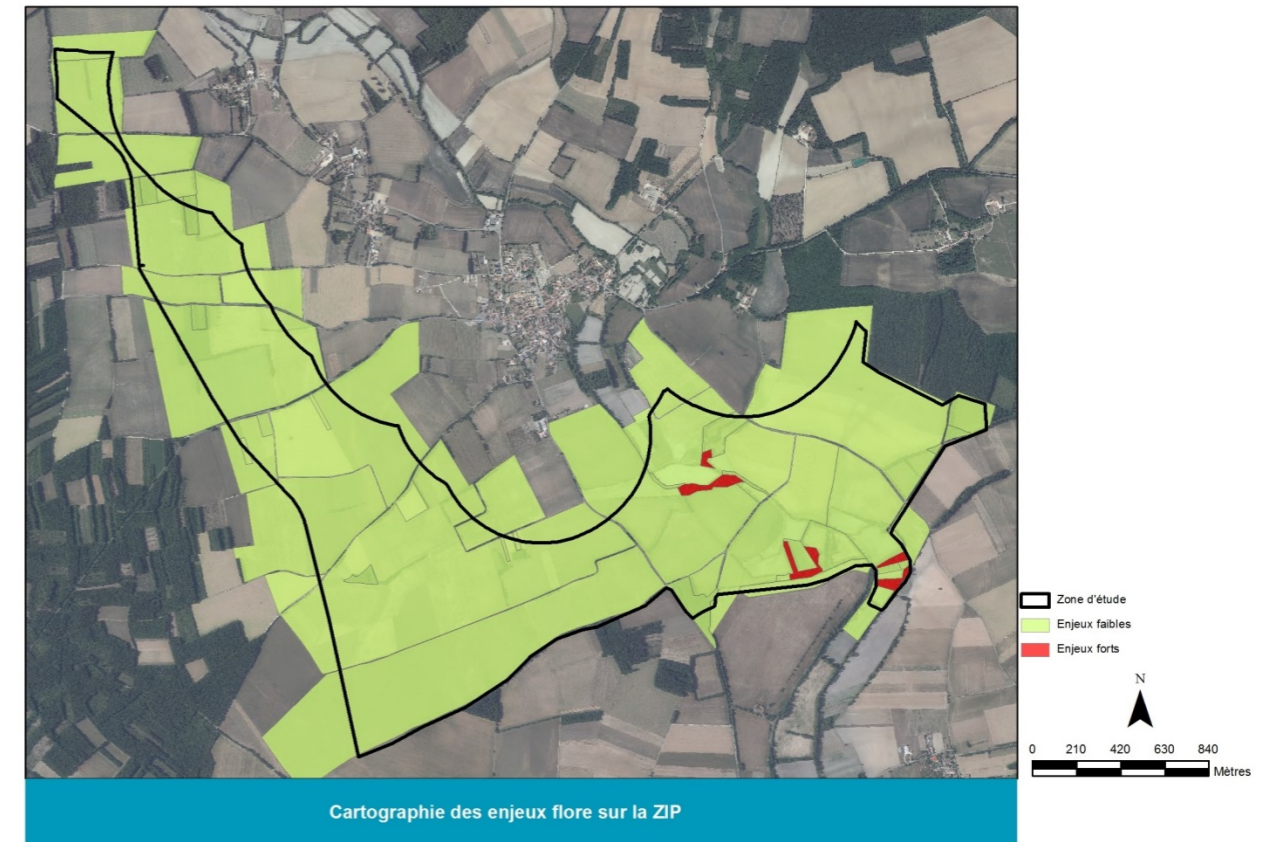 Zone d'étude
Enjeux faibles
Enjeux forts
N
0 210 420 630 840
Mètres
Cartographie des enjeux flore sur la ZIP